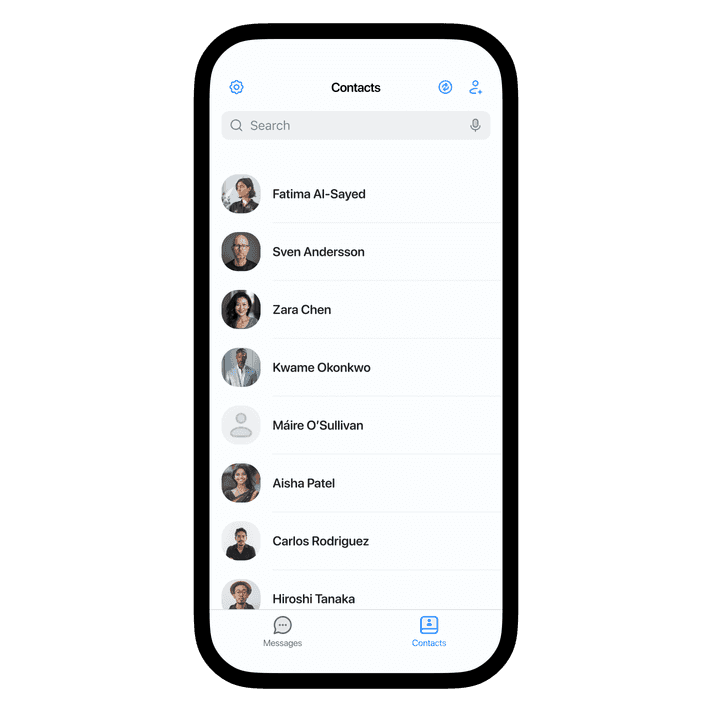 Contacts
Search
Fatima Al-Sayed
Sven Andersson
Zara Chen
Kwame Okonkwo
Máire O’Sullivan
Aisha Patel
Carlos Rodriguez
Hiroshi Tanaka
Messages
Contacts